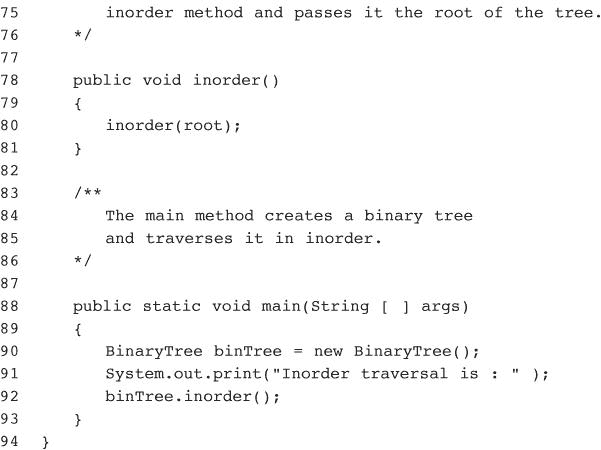 75 inorder method and passes it the root of the tree.
76 */
77
78 public void inorder()
79 {
80 inorder(root);
81 }
82
83 /**
84 The main method creates a binary tree
85 and traverses it in inorder.
86 */
87
88 public static void main(String [ ] args)
89 {
90 BinaryTree binTree = new BinaryTree();
91 System.out.print("Inorder traversal is : " );
92 binTree.inorder();
93 }
94 }